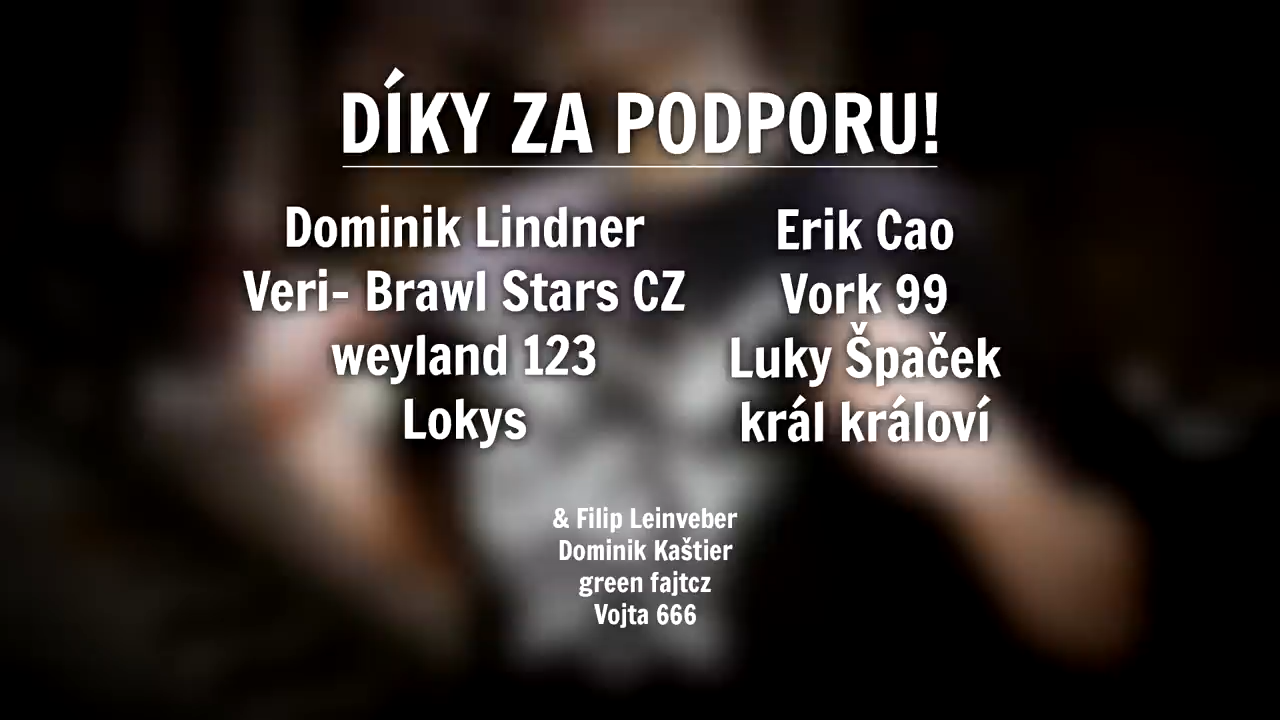 DÍKY ZA PODPORU!
Dominik Lindner
Veri- Brawl Stars CZ
weyland 123
Lokys
Erik Cao
Vork 99
Luky Špaček
král královí
& Filip Leinveber
Dominik Kaštier
green fajtcz
Vojta 666